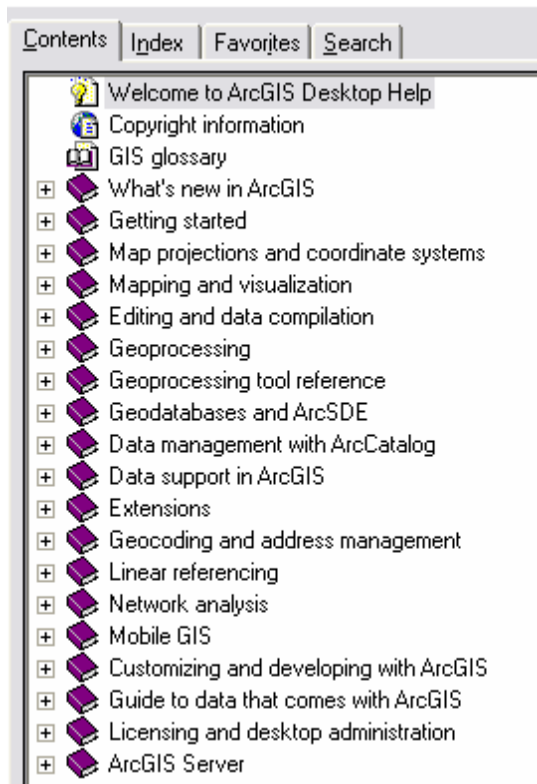 Contents Index Favorites Search
Welcome to ArcGIS Desktop Help
Copyright information
GIS glossary
What's new in ArcGIS
Getting started
Map projections and coordinate systems
Mapping and visualization
Editing and data compilation
Geoprocessing
Geoprocessing tool reference
Geodatabases and ArcSDE
Data management with ArcCatalog
Data support in ArcGIS
Extensions
Geocoding and address management
Linear referencing
Network analysis
Mobile GIS
Customizing and developing with ArcGIS
Guide to data that comes with ArcGIS
Licensing and desktop administration
ArcGIS Server